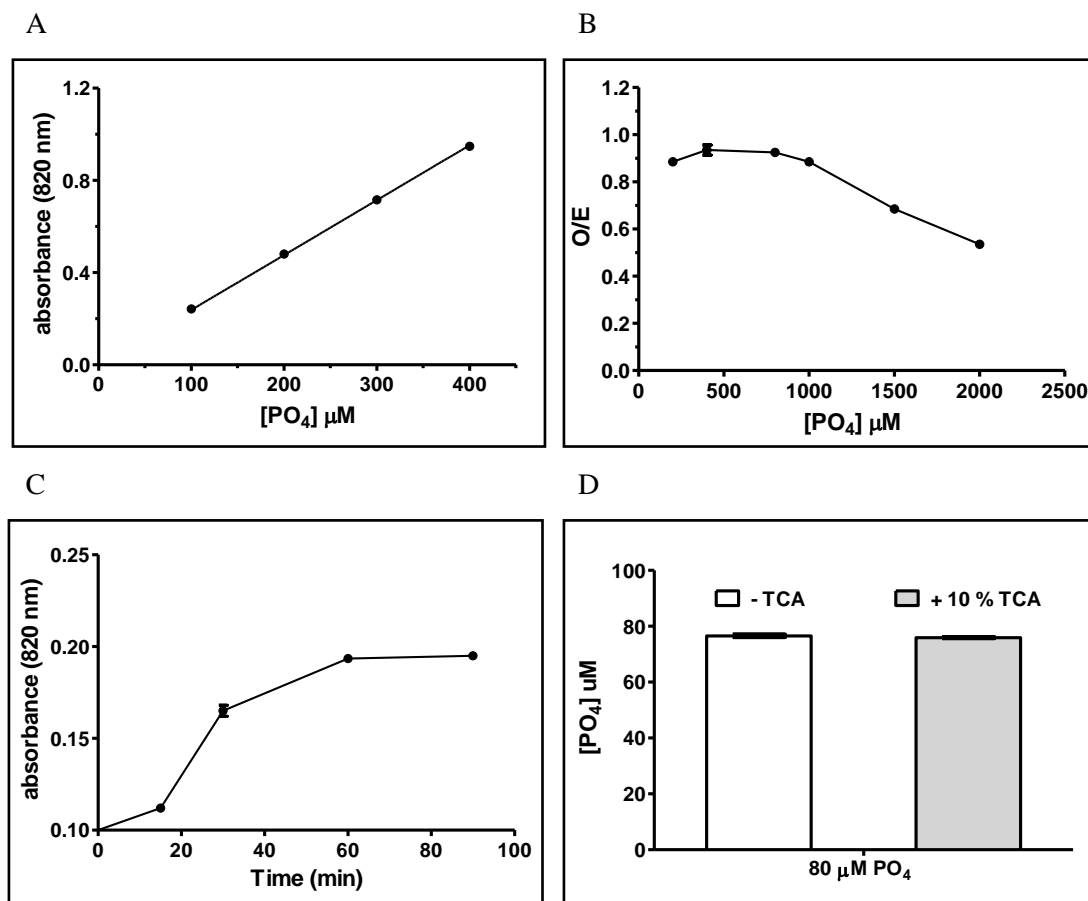 A
1.2
0.8
0.4
0.0
absorbance (820 nm)
0 100 200 300 400
[PO4] μM
B
1.2
1.0
0.8
0.6
0.4
0.2
0.0
O/E
0 500 1000 1500 2000 2500
[PO4] μM
C
0.25
0.20
0.15
0.10
absorbance (820 nm)
0 20 40 60 80 100
Time (min)
D
100
80
60
40
20
0
[PO4] uM
- TCA + 10 % TCA
80 μM PO4